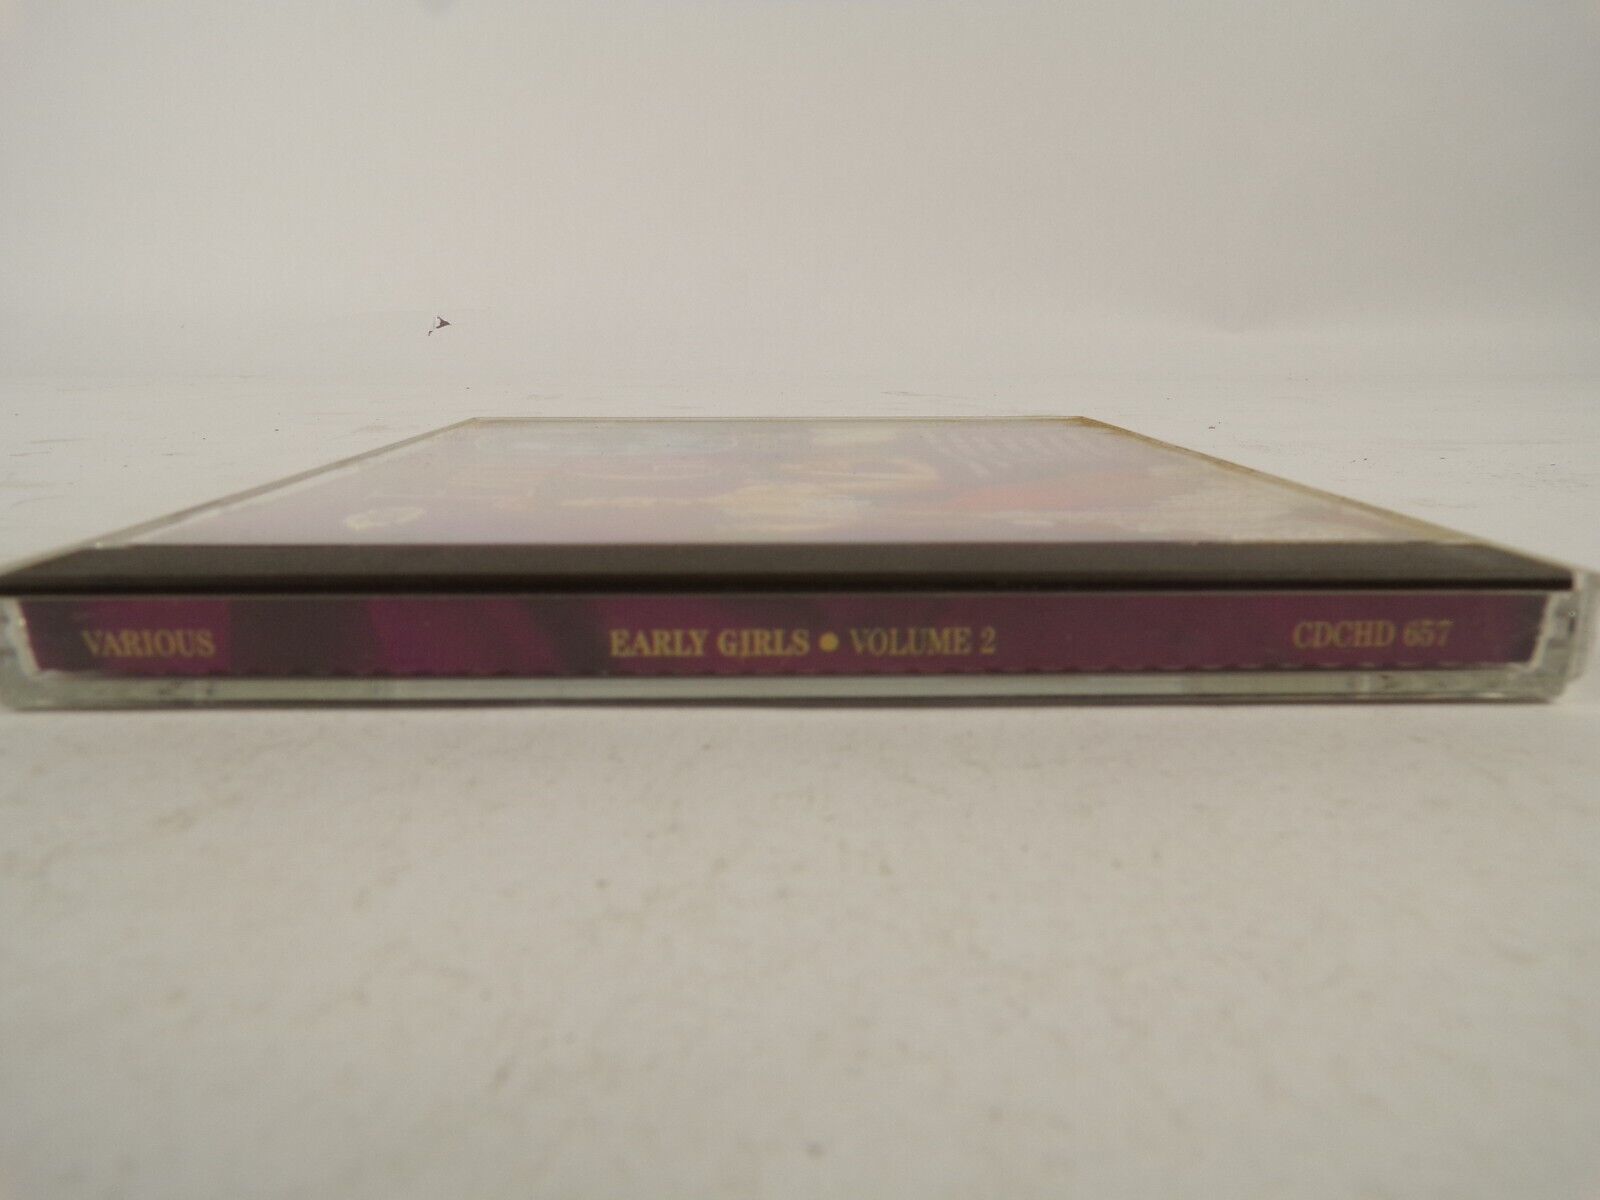 VARIOUS EARLY GIRLS • VOLUME 2 CDCHD 657